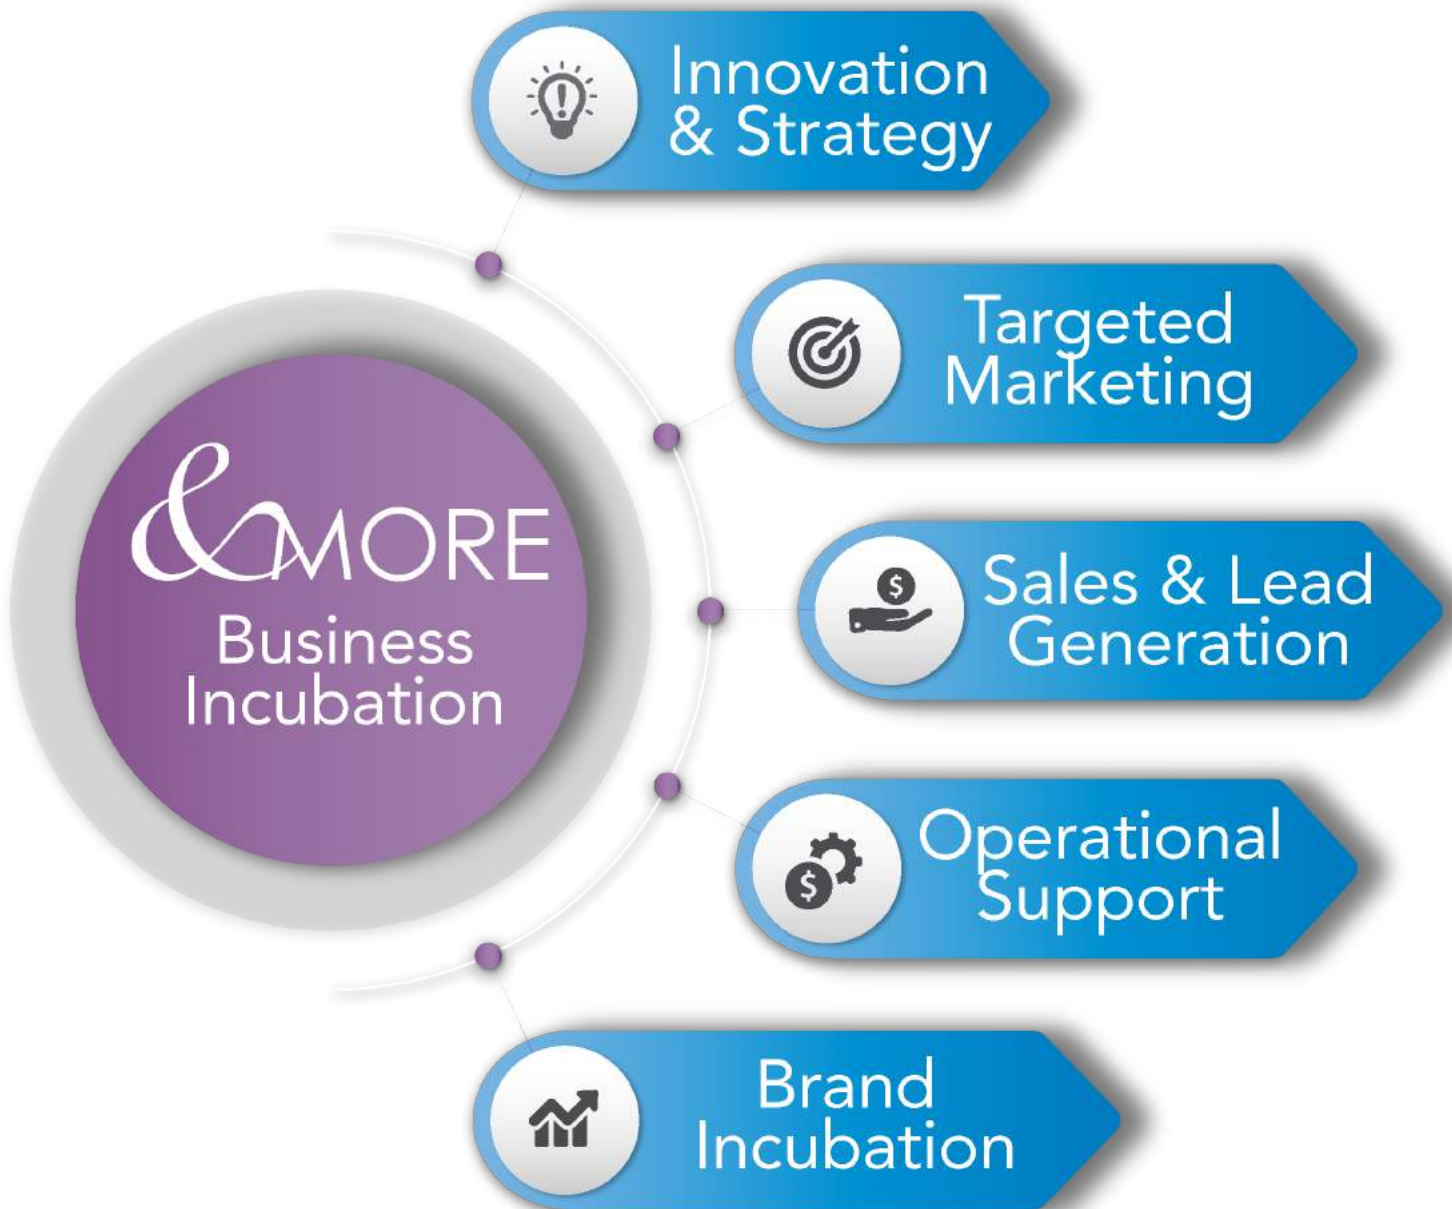 Innovation
& Strategy
Targeted
Marketing
&MORE
Business
Incubation
Sales & Lead
Generation
Operational
Support
Brand
Incubation